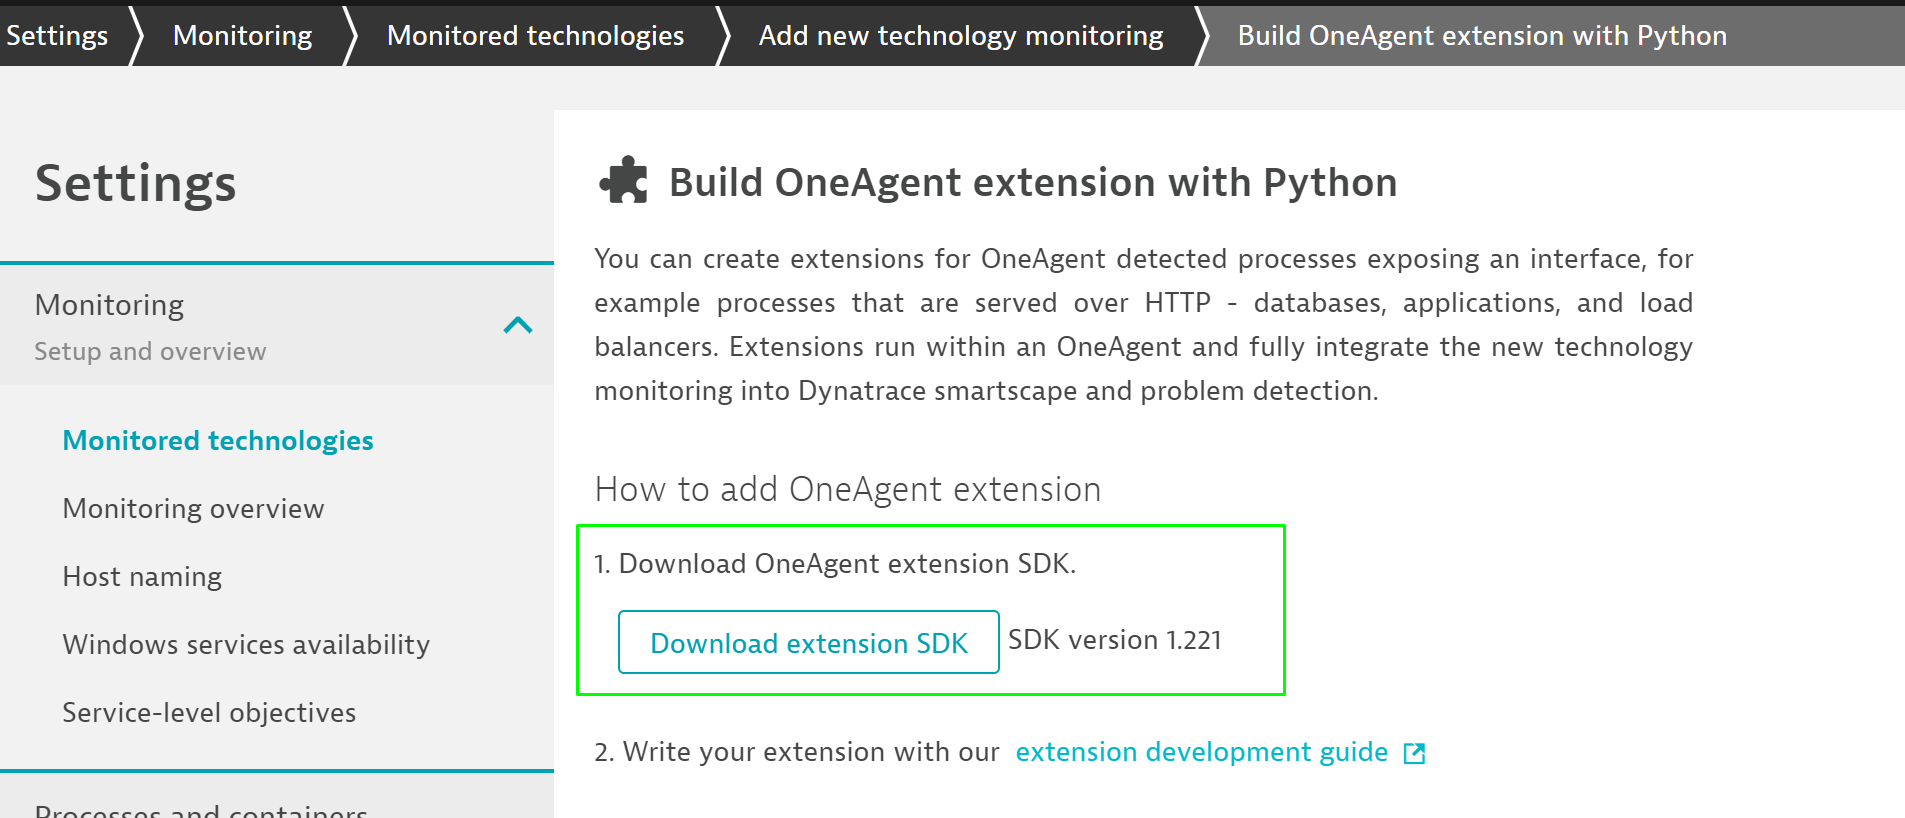 Settings
Monitoring
Monitored technologies
Add new technology monitoring
Build OneAgent extension with Python
Settings
Monitoring
Setup and overview
Monitored technologies
Monitoring overview
Host naming
Windows services availability
Service-level objectives
Processes and containers
Build OneAgent extension with Python
You can create extensions for OneAgent detected processes exposing an interface, for
example processes that are served over HTTP - databases, applications, and load
balancers. Extensions run within an OneAgent and fully integrate the new technology
monitoring into Dynatrace smartscape and problem detection.
How to add OneAgent extension
1. Download OneAgent extension SDK.
Download extension SDK SDK version 1.221
2. Write your extension with our extension development guide